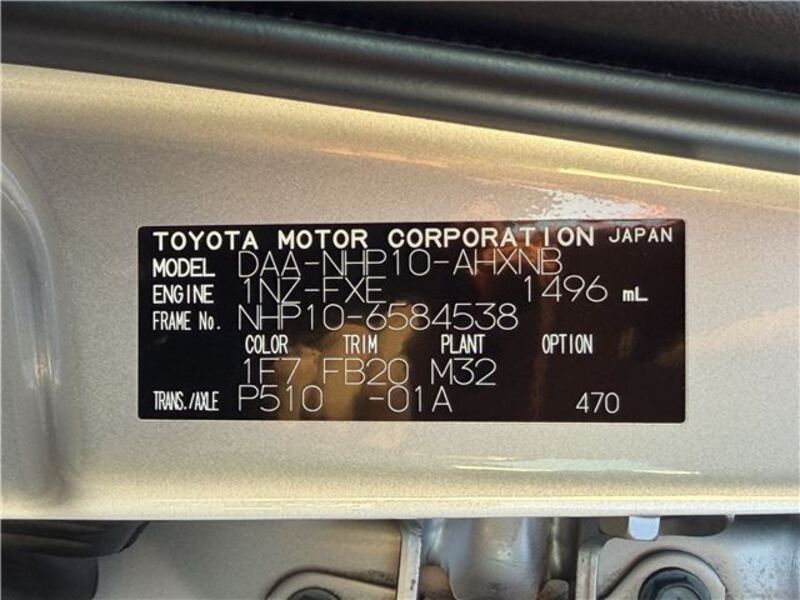 TOYOTA MOTOR CORPORATION JAPAN
MODEL DAA-NHP10-AHXNB
ENGINE 1NZ-FXE 1496 mL
FRAME No. NHP10-6584538
COLOR TRIM PLANT OPTION
1F7 FB20 M32
TRANS./AXLE P510 -01A 470